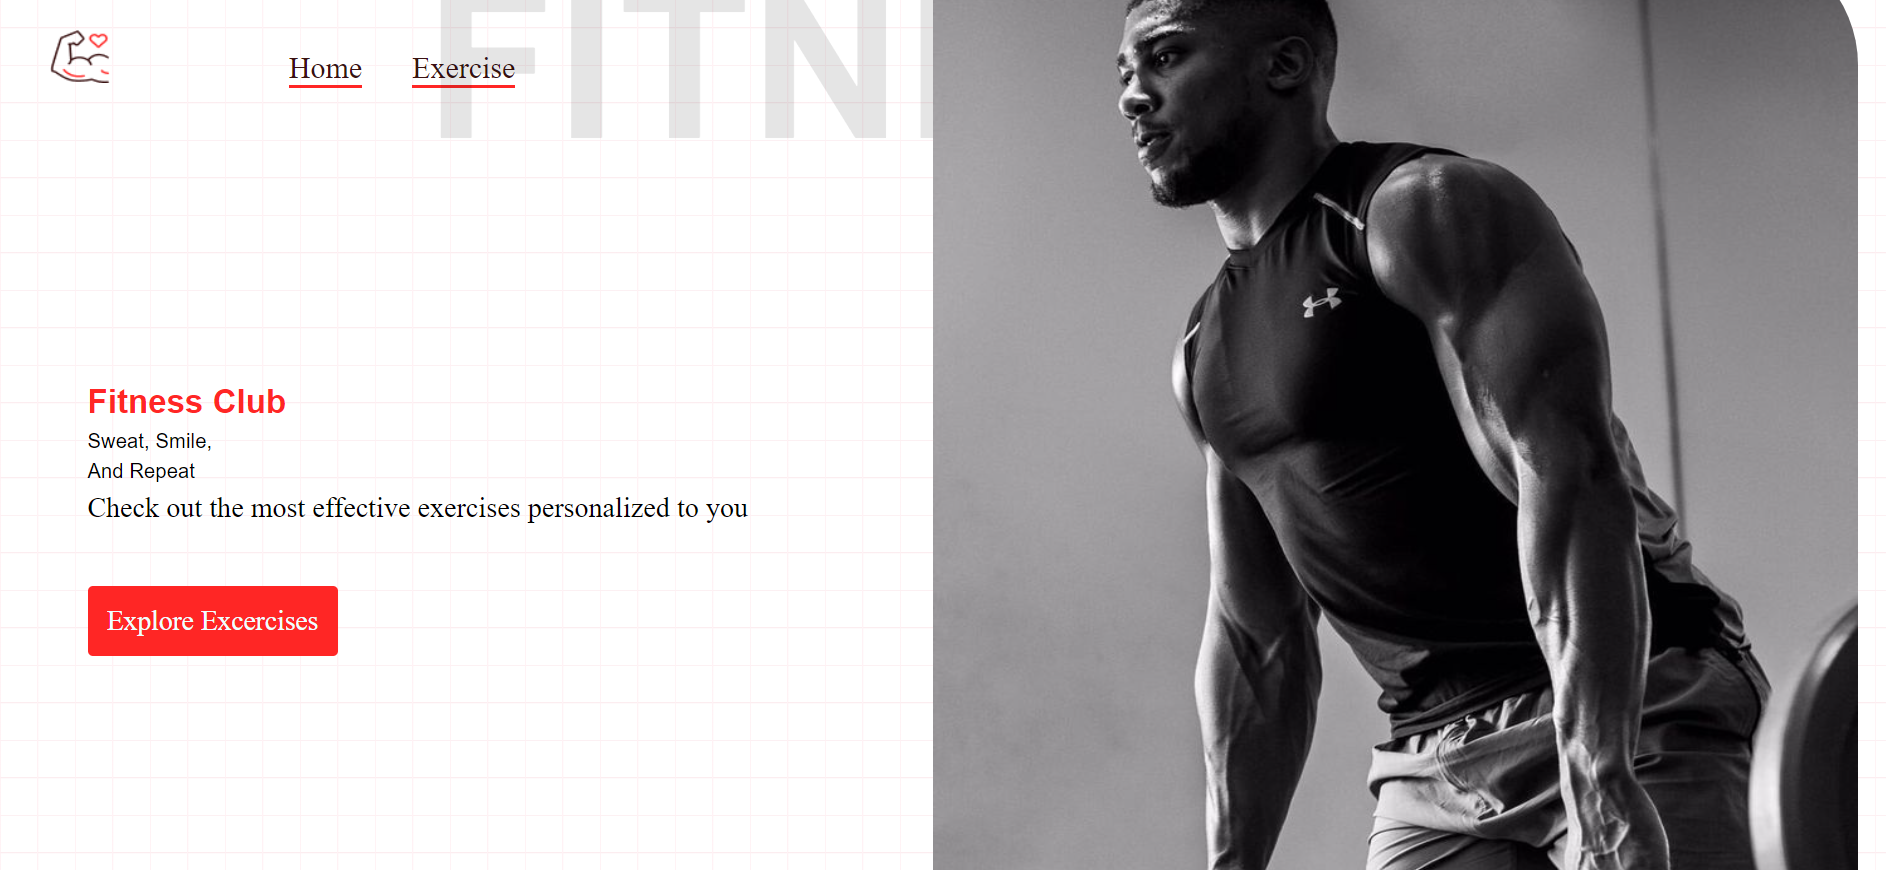 Home Exercise
FITN
Fitness Club
Sweat, Smile,
And Repeat
Check out the most effective exercises personalized to you
Explore Excercises